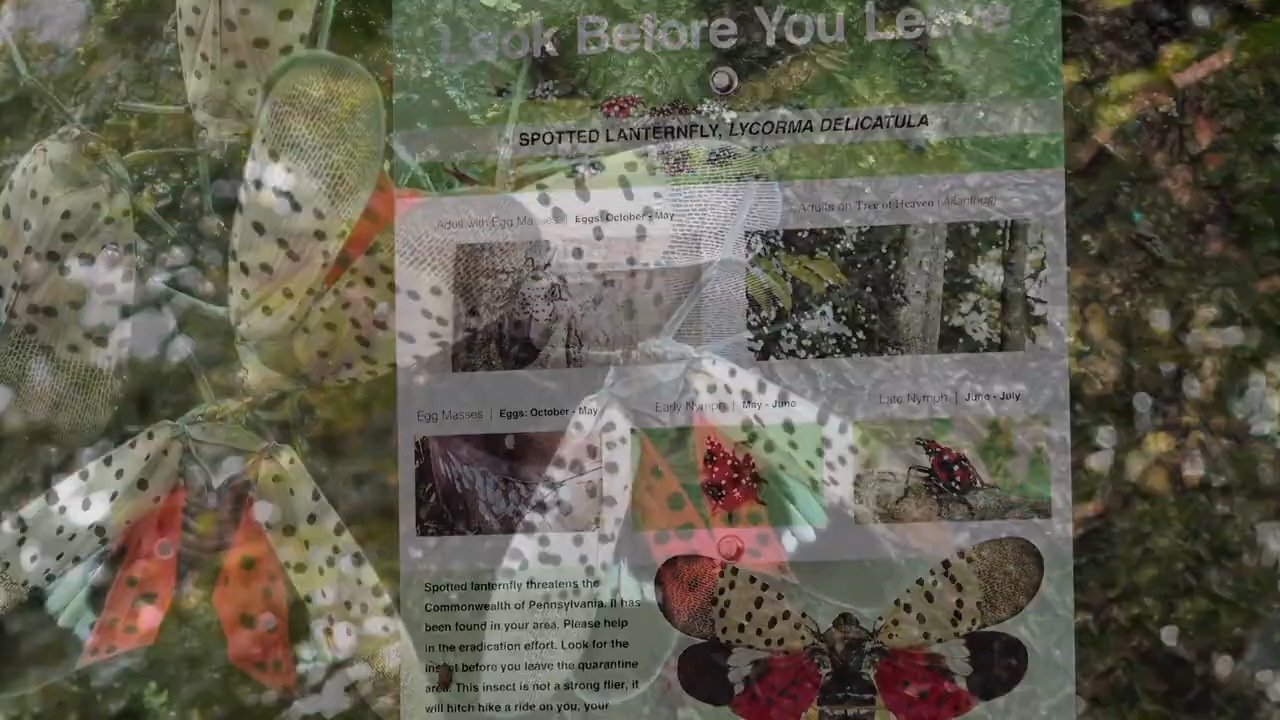 Look Before You Leave
SPOTTED LANTERNFLY, LYCORMA DELICATULA
Adult with Egg Masses | Eggs: October - May
Adults on Tree of Heaven (Ailanthus)
Egg Masses | Eggs: October - May
Early Nymph | May - June
Late Nymph | June - July
Spotted lanternfly threatens the
Commonwealth of Pennsylvania. It has
been found in your area. Please help
in the eradication effort. Look for the
insect before you leave the quarantine
area. This insect is not a strong flier, it
will hitch hike a ride on you, your